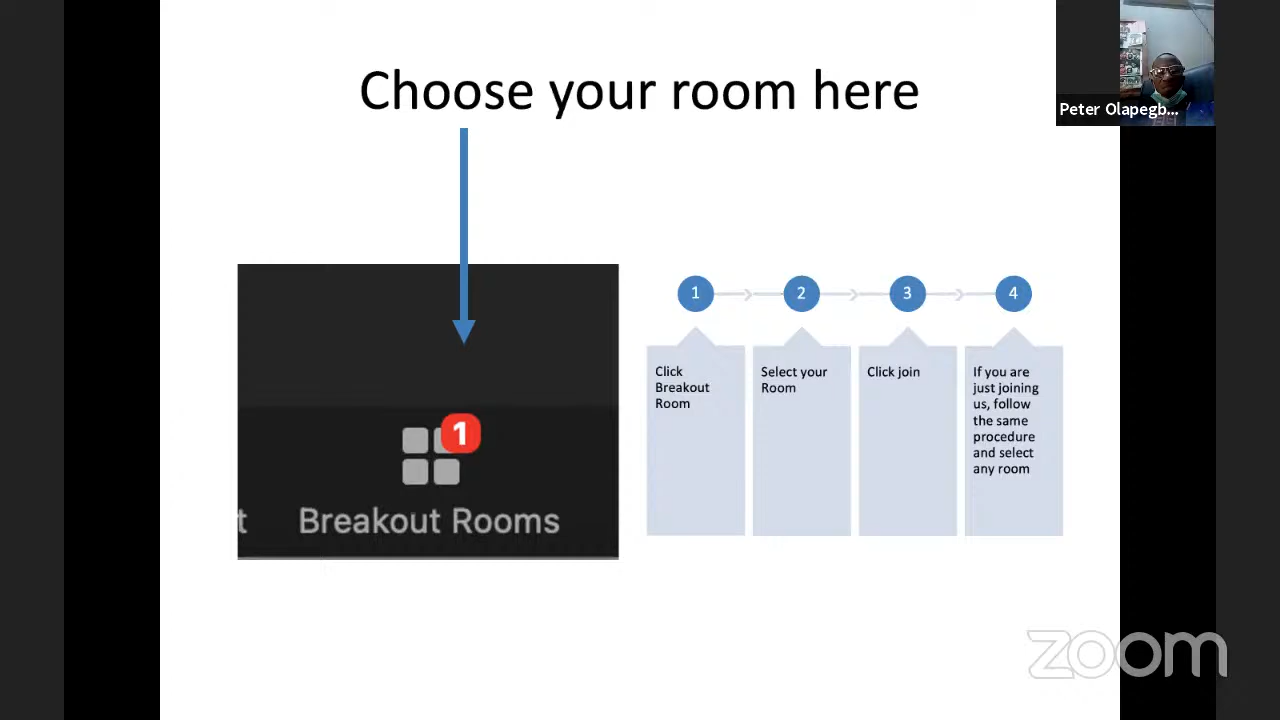 Choose your room here
Peter Olapegb...
1
2
3
4
Click
Breakout
Room
Select your
Room
Click join
If you are
just joining
us, follow
the same
procedure
and select
any room
1
t
Breakout Rooms
zoom